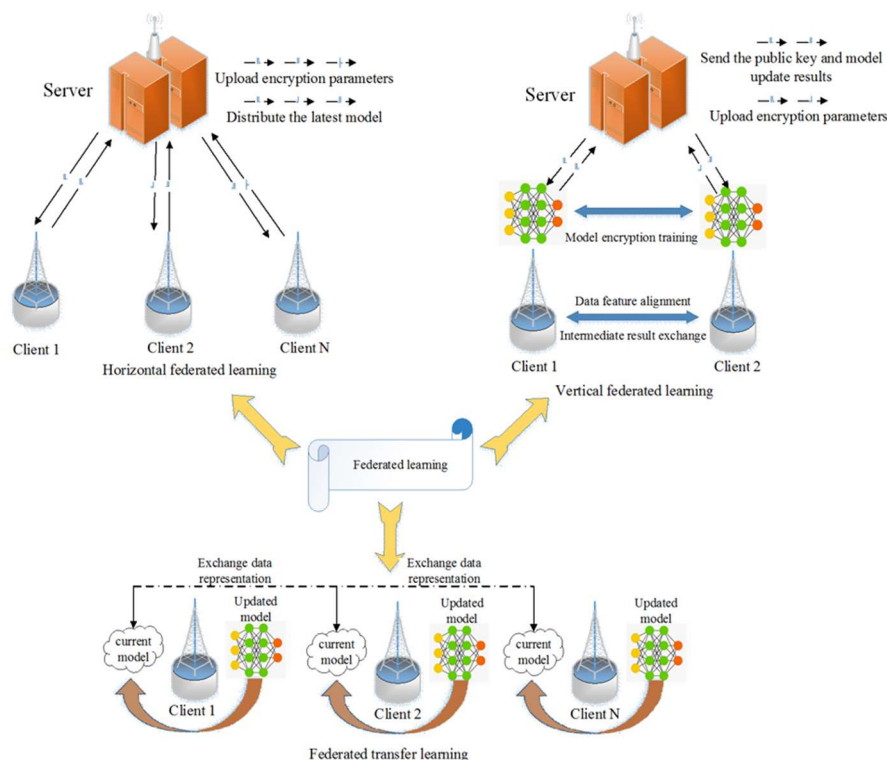 Server
Upload encryption parameters
Distribute the latest model
Client 1
Client 2
Client N
Horizontal federated learning
Send the public key and model
update results
Server
Upload encryption parameters
Model encryption training
Data feature alignment
Intermediate result exchange
Client 1
Client 2
Vertical federated learning
Federated learning
Exchange data
representation
Exchange data
representation
Updated
model
current
model
Client 1
Updated
model
current
model
Client 2
Updated
model
current
model
Client N
Federated transfer learning